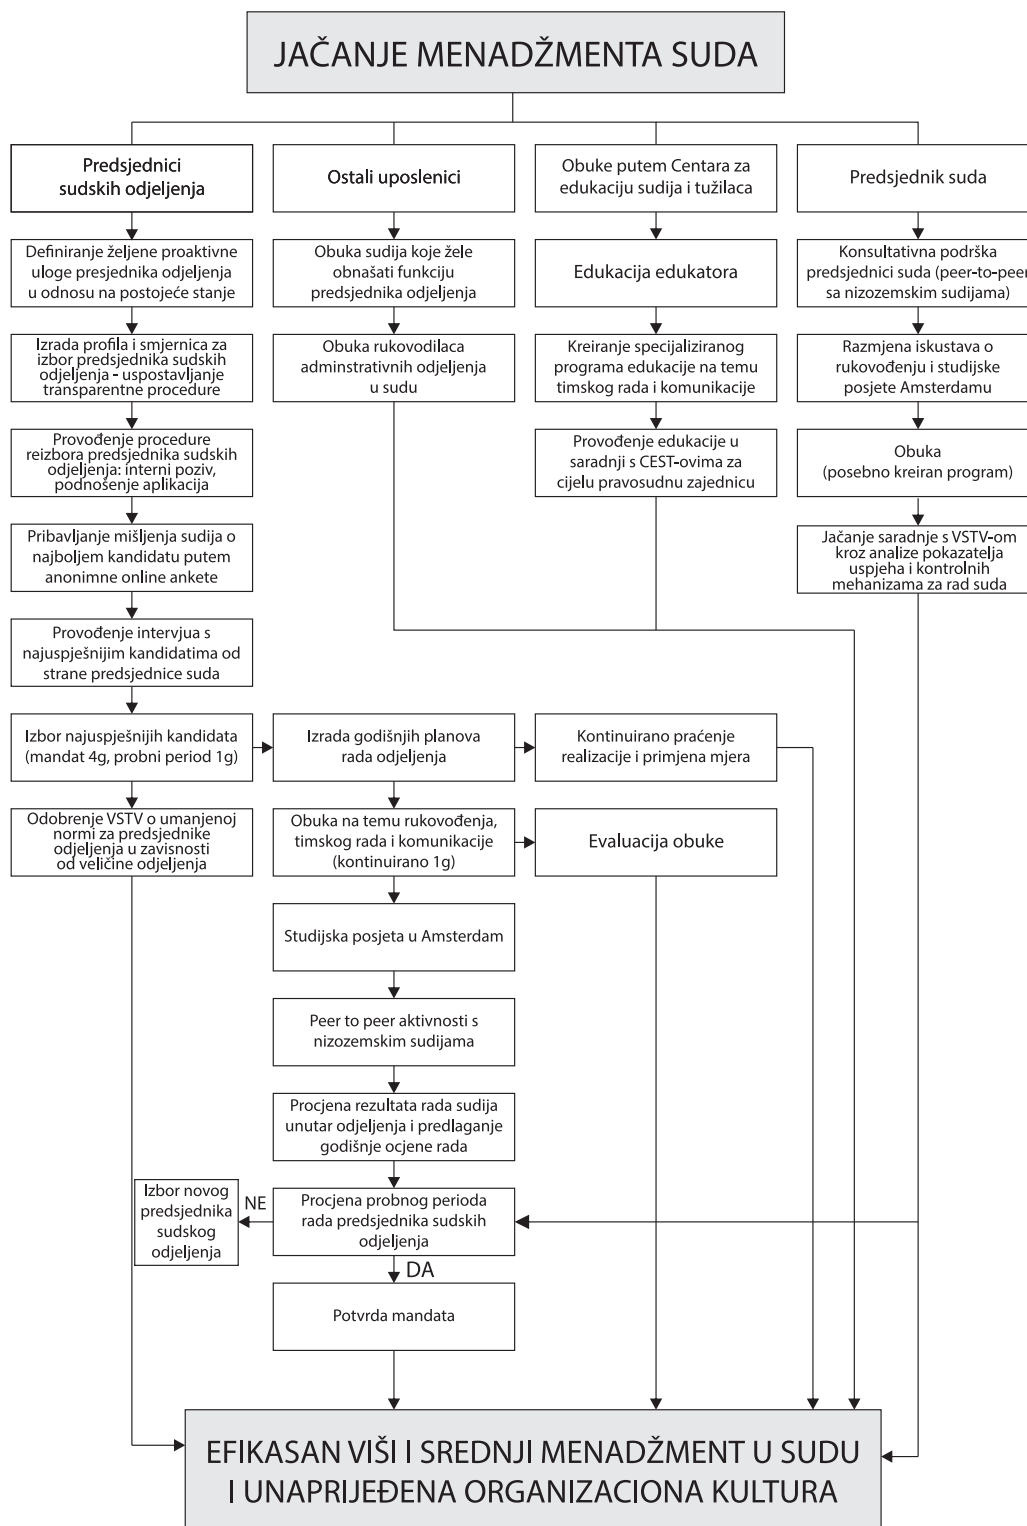 JAČANJE MENADŽMENTA SUDA
Predsjednici
sudskih odjeljenja
Ostali uposlenici
Obuke putem Centara za
edukaciju sudija i tužilaca
Predsjednik suda
Definiranje željene proaktivne
uloge presjednika odjeljenja
u odnosu na postojeće stanje
Obuka sudija koje žele
obnašati funkciju
predsjednika odjeljenja
Edukacija edukatora
Konsultativna podrška
predsjednici suda (peer-to-peer
sa nizozemskim sudijama)
Izrada profila i smjernica za
izbor predsjednika sudskih
odjeljenja - uspostavljanje
transparentne procedure
Obuka rukovodilaca
adminstrativnih odjeljenja
u sudu
Kreiranje specijaliziranog
programa edukacije na temu
timskog rada i komunikacije
Razmjena iskustava o
rukovođenju i studijske
posjete Amsterdamu
Provođenje procedure
reizbora predsjednika sudskih
odjeljenja: interni poziv,
podnošenje aplikacija
Provođenje edukacije u
saradnji s CEST-ovima za
cijelu pravosudnu zajednicu
Obuka
(posebno kreiran program)
Pribavljanje mišljenja sudija o
najboljem kandidatu putem
anonimne online ankete
Jačanje saradnje s VSTV-om
kroz analize pokazatelja
uspjeha i kontrolnih
mehanizama za rad suda
Provođenje intervjua s
najuspješnijim kandidatima od
strane predsjednice suda
Izbor najuspješnijih kandidata
(mandat 4g, probni period 1g)
Izrada godišnjih planova
rada odjeljenja
Kontinuirano praćenje
realizacije i primjena mjera
Odobrenje VSTV o umanjenoj
normi za predsjednike
odjeljenja u zavisnosti
od veličine odjeljenja
Obuka na temu rukovođenja,
timskog rada i komunikacije
(kontinuirano 1g)
Evaluacija obuke
Studijska posjeta u Amsterdam
Peer to peer aktivnosti s
nizozemskim sudijama
Procjena rezultata rada sudija
unutar odjeljenja i predlaganje
godišnje ocjene rada
Izbor novog
predsjednika
sudskog
odjeljenja
NE
Procjena probnog perioda
rada predsjednika sudskih
odjeljenja
DA
Potvrda mandata
EFIKASAN VIŠI I SREDNJI MENADŽMENT U SUDU
I UNAPRIJEĐENA ORGANIZACIONA KULTURA